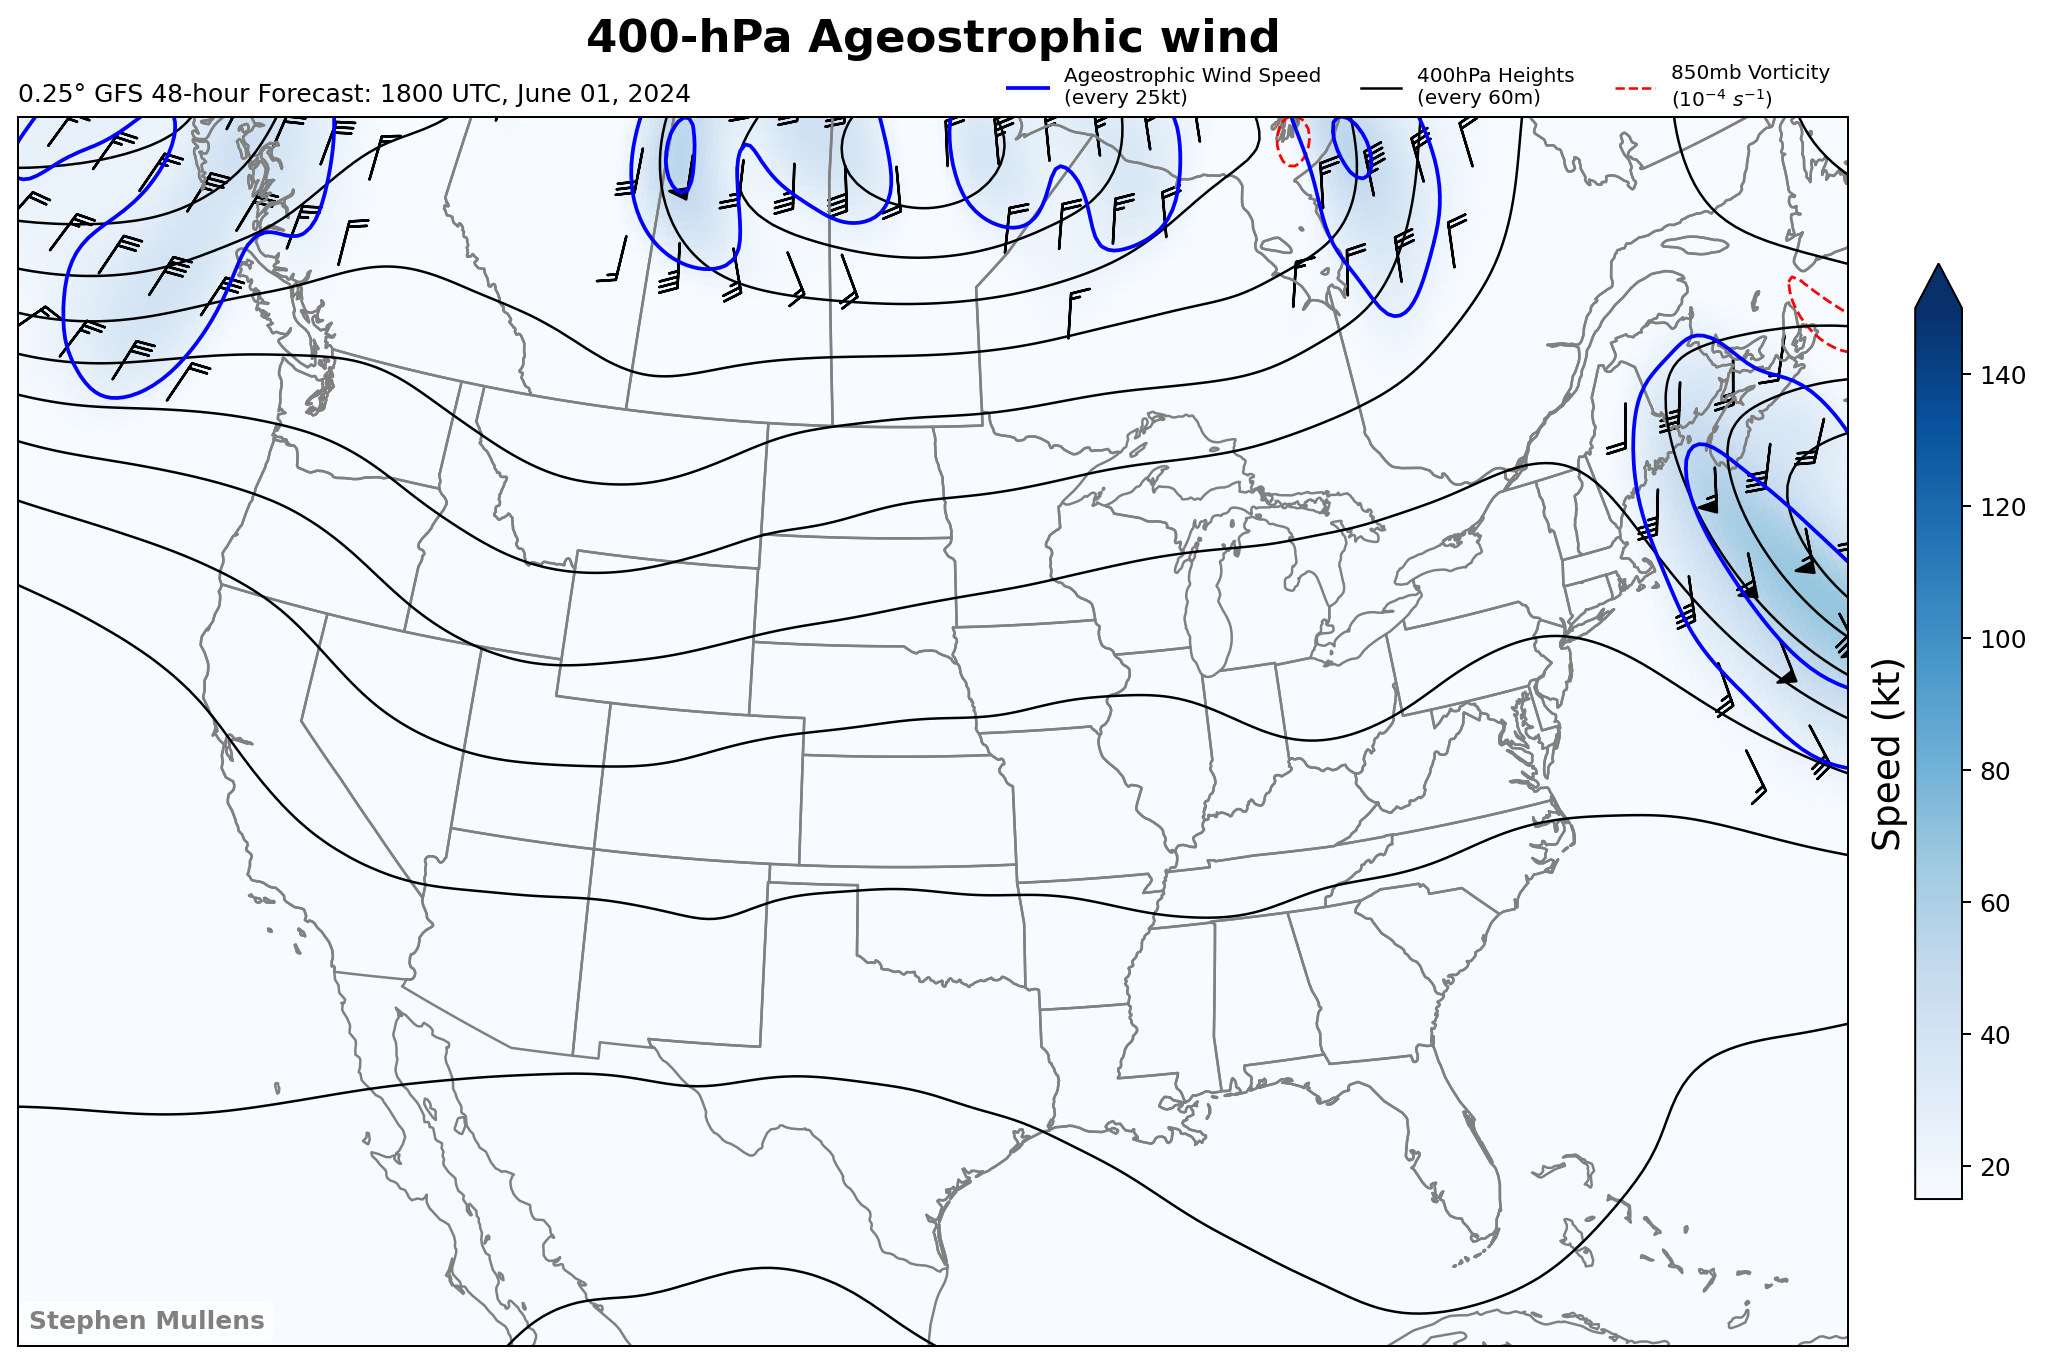 400-hPa Ageostrophic wind
0.25° GFS 48-hour Forecast: 1800 UTC, June 01, 2024
Ageostrophic Wind Speed
(every 25kt)
400hPa Heights
(every 60m)
850mb Vorticity
(10⁻⁴ s⁻¹)
140
120
100
80
60
40
20
Speed (kt)
Stephen Mullens